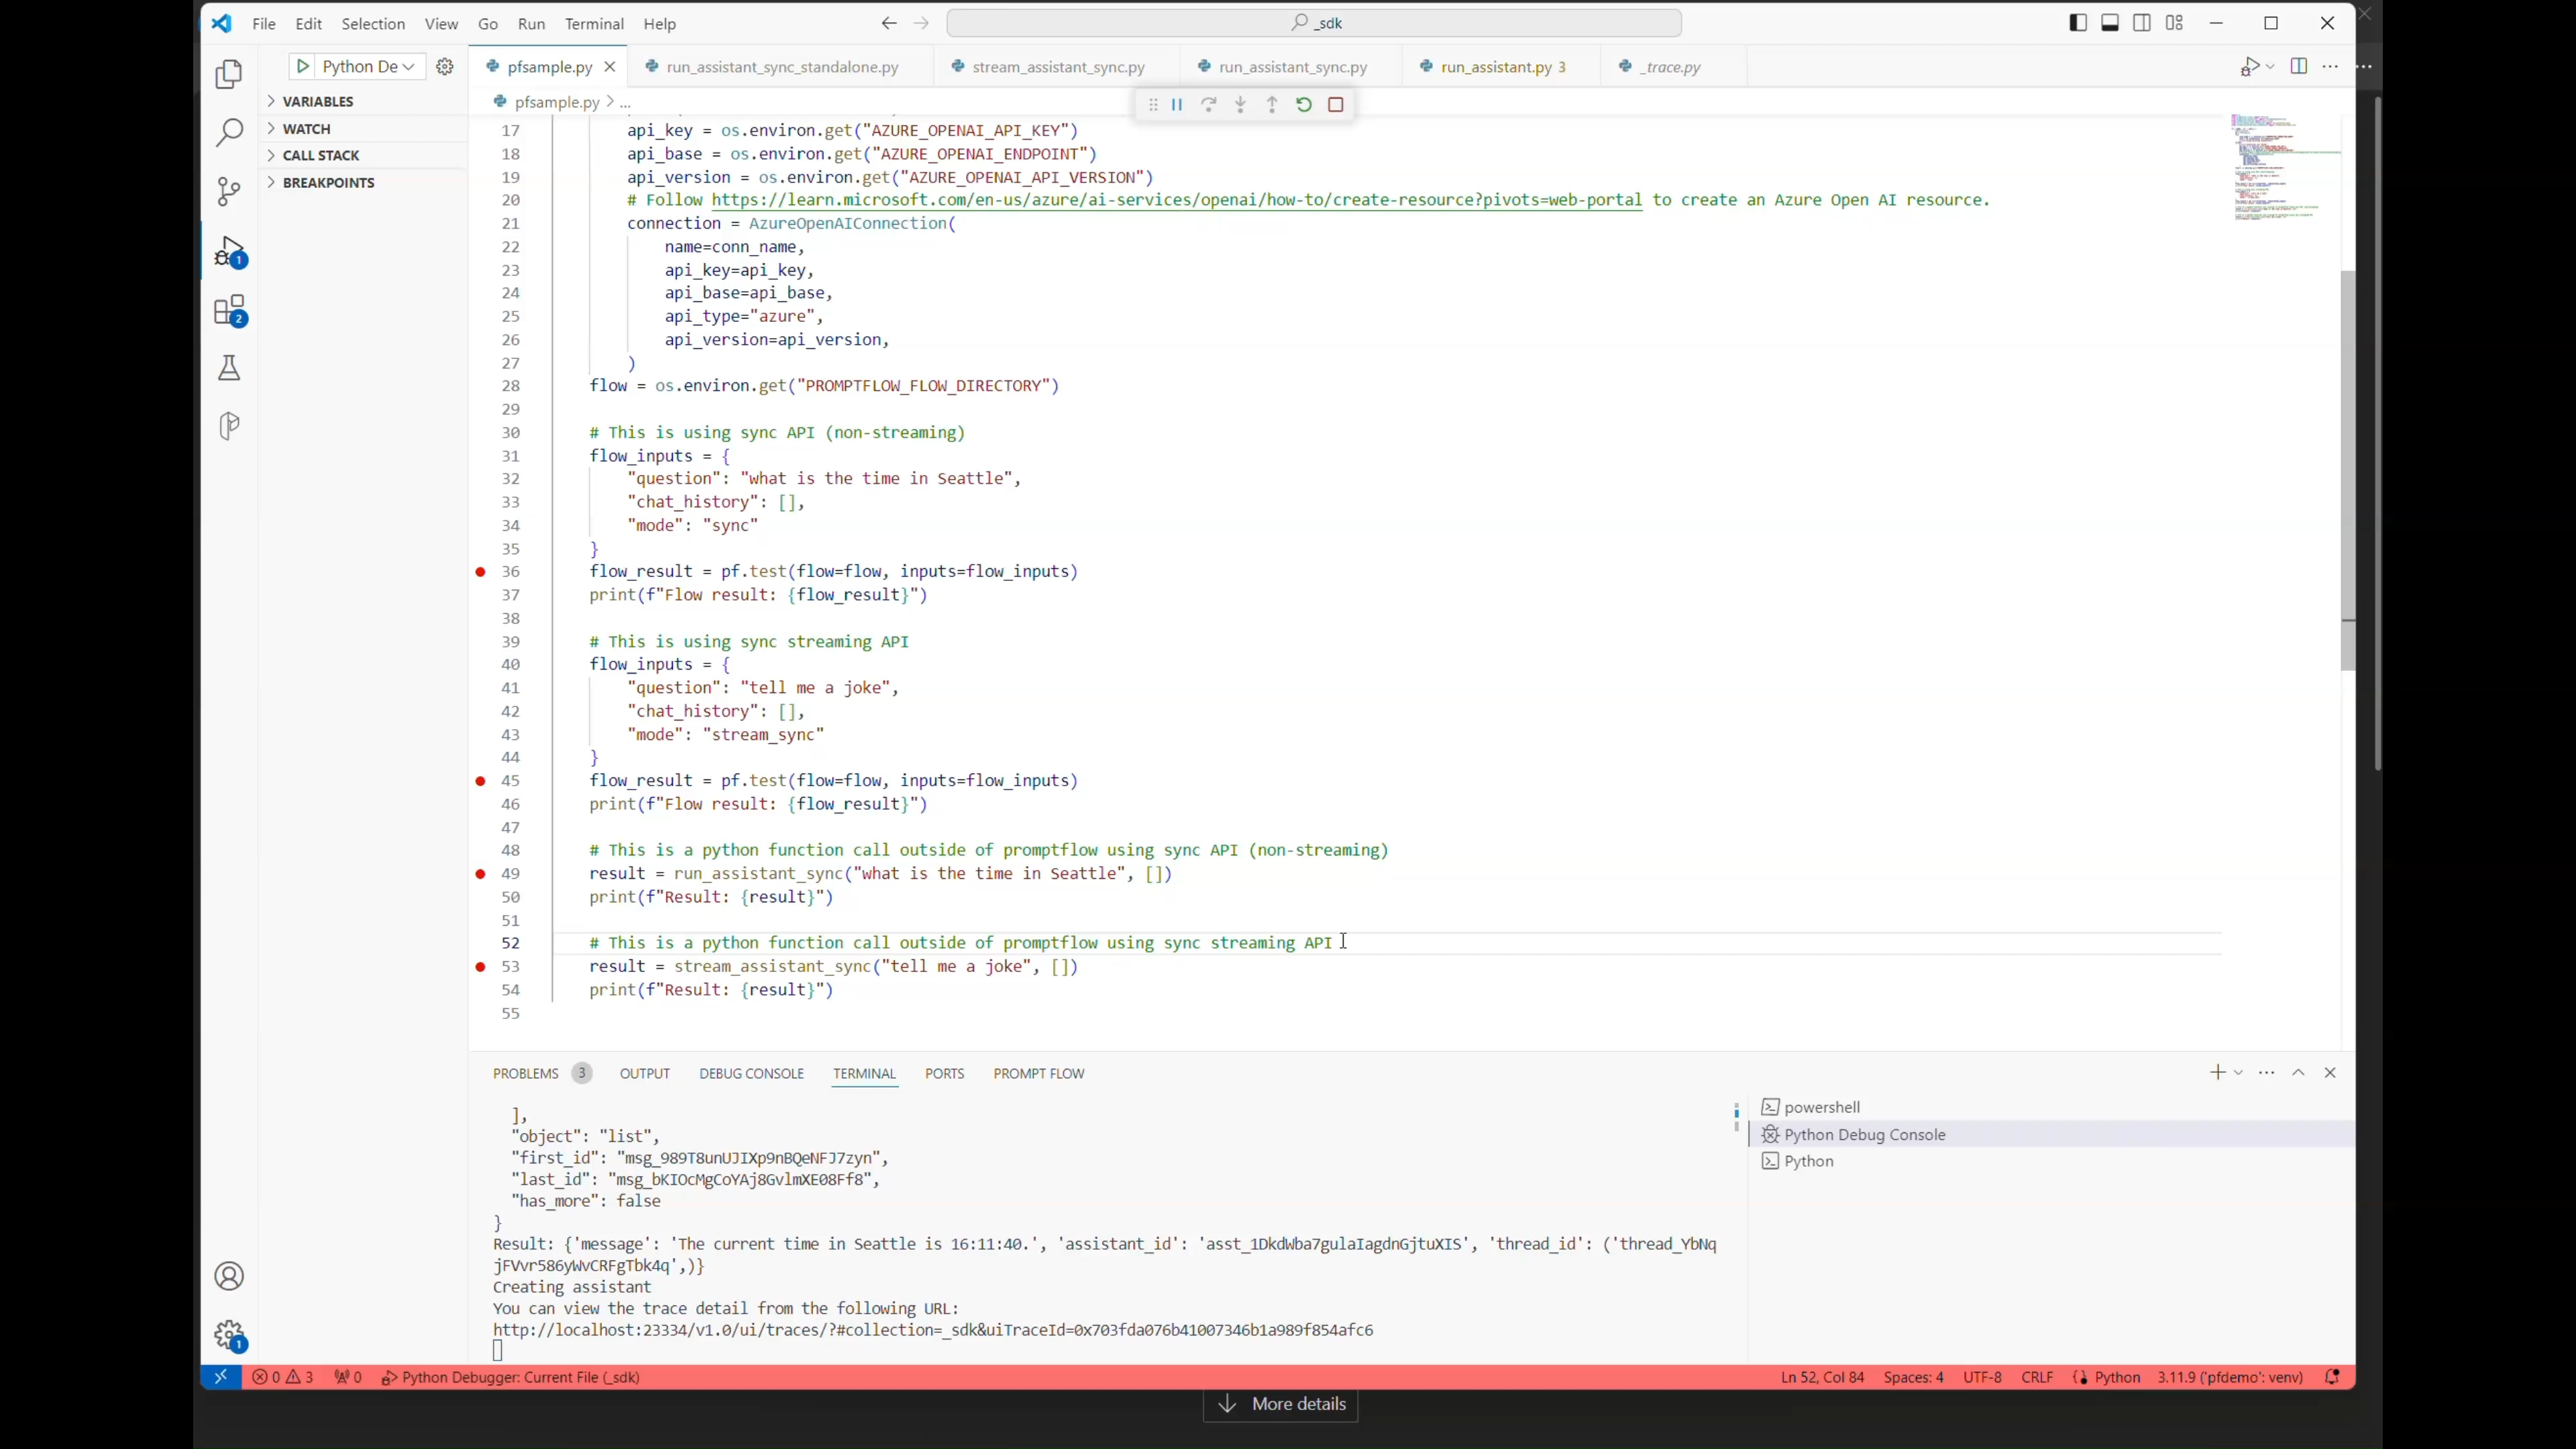 File Edit Selection View Go Run Terminal Help
_sdk
Python De
pfsample.py
run_assistant_sync_standalone.py
stream_assistant_sync.py
run_assistant_sync.py
run_assistant.py 3
_trace.py
VARIABLES
WATCH
CALL STACK
BREAKPOINTS
1
2
pfsample.py > ...
17 api_key = os.environ.get("AZURE_OPENAI_API_KEY")
18 api_base = os.environ.get("AZURE_OPENAI_ENDPOINT")
19 api_version = os.environ.get("AZURE_OPENAI_API_VERSION")
20 # Follow https://learn.microsoft.com/en-us/azure/ai-services/openai/how-to/create-resource?pivots=web-portal to create an Azure Open AI resource.
21 connection = AzureOpenAIConnection(
22 name=conn_name,
23 api_key=api_key,
24 api_base=api_base,
25 api_type="azure",
26 api_version=api_version,
27 )
28 flow = os.environ.get("PROMPTFLOW_FLOW_DIRECTORY")
29
30 # This is using sync API (non-streaming)
31 flow_inputs = {
32 "question": "what is the time in Seattle",
33 "chat_history": [],
34 "mode": "sync"
35 }
36 flow_result = pf.test(flow=flow, inputs=flow_inputs)
37 print(f"Flow result: {flow_result}")
38
39 # This is using sync streaming API
40 flow_inputs = {
41 "question": "tell me a joke",
42 "chat_history": [],
43 "mode": "stream_sync"
44 }
45 flow_result = pf.test(flow=flow, inputs=flow_inputs)
46 print(f"Flow result: {flow_result}")
47
48 # This is a python function call outside of promptflow using sync API (non-streaming)
49 result = run_assistant_sync("what is the time in Seattle", [])
50 print(f"Result: {result}")
51
52 # This is a python function call outside of promptflow using sync streaming API
53 result = stream_assistant_sync("tell me a joke", [])
54 print(f"Result: {result}")
55
PROBLEMS 3 OUTPUT DEBUG CONSOLE TERMINAL PORTS PROMPT FLOW
],
"object": "list",
"first_id": "msg_989T8unUJIXp9nBQeNFJ7zyn",
"last_id": "msg_bKIOcMgCoYAj8GvlmXE08Ff8",
"has_more": false
}
Result: {'message': 'The current time in Seattle is 16:11:40.', 'assistant_id': 'asst_1DkdWba7gulaIagdnGjtuXIS', 'thread_id': ('thread_YbNq
jFVvr586yWvCRFgTbk4q',)}
Creating assistant
You can view the trace detail from the following URL:
http://localhost:23334/v1.0/ui/traces/?#collection=_sdk&uiTraceId=0x703fda076b41007346b1a989f854afc6
powershell
Python Debug Console
Python
1
0 3 0 Python Debugger: Current File (_sdk)
Ln 52, Col 84 Spaces: 4 UTF-8 CRLF Python 3.11.9 ('pfdemo': venv)
More details